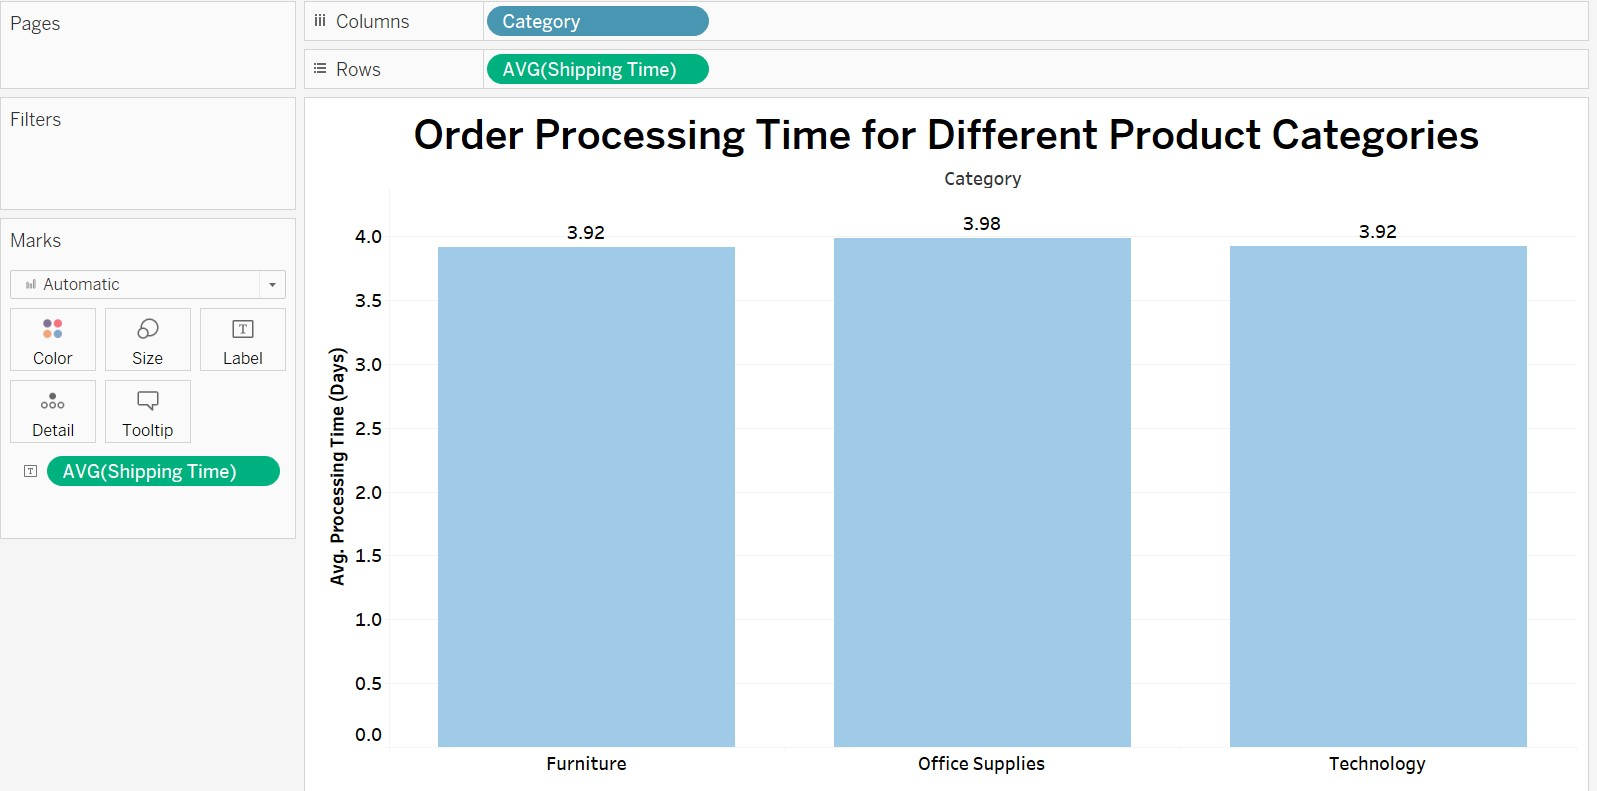 Pages
Columns
Category
Rows
AVG(Shipping Time)
Filters
Marks
Automatic
Color
Size
Label
Detail
Tooltip
AVG(Shipping Time)
Order Processing Time for Different Product Categories
Category
Avg. Processing Time (Days)
4.0
3.5
3.0
2.5
2.0
1.5
1.0
0.5
0.0
3.92
3.98
3.92
Furniture
Office Supplies
Technology